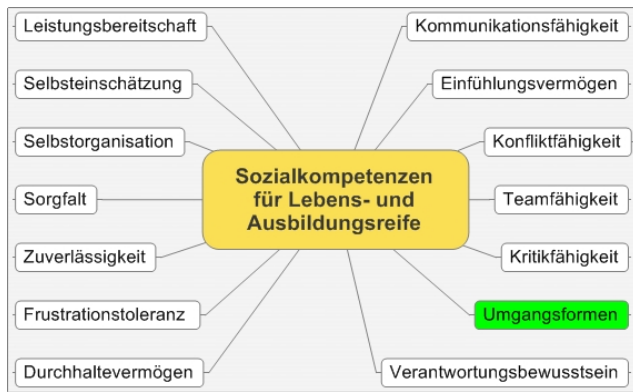 Leistungsbereitschaft
Selbsteinschätzung
Selbstorganisation
Sorgfalt
Zuverlässigkeit
Frustrationstoleranz
Durchhaltevermögen
Sozialkompetenzen
für Lebens- und
Ausbildungsreife
Kommunikationsfähigkeit
Einfühlungsvermögen
Konfliktfähigkeit
Teamfähigkeit
Kritikfähigkeit
Umgangsformen
Verantwortungsbewusstsein